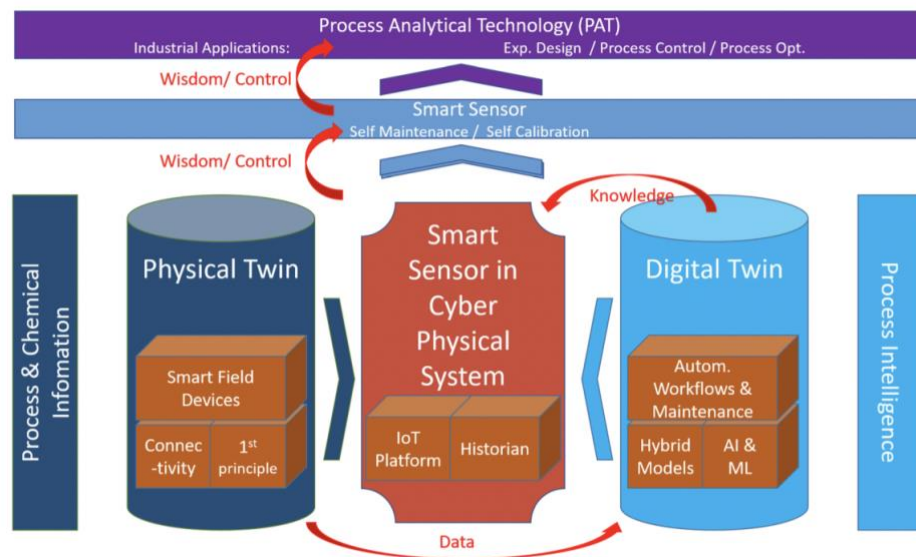 Process Analytical Technology (PAT)
Industrial Applications:
Exp. Design / Process Control / Process Opt.
Wisdom/ Control
Smart Sensor
Self Maintenance / Self Calibration
Wisdom/ Control
Knowledge
Process & Chemical
Infomation
Physical Twin
Smart Field
Devices
Connec
-tivity
1st
principle
Smart
Sensor in
Cyber
Physical
System
IoT
Platform
Historian
Digital Twin
Autom.
Workflows &
Maintenance
Hybrid
Models
AI &
ML
Process Intelligence
Data